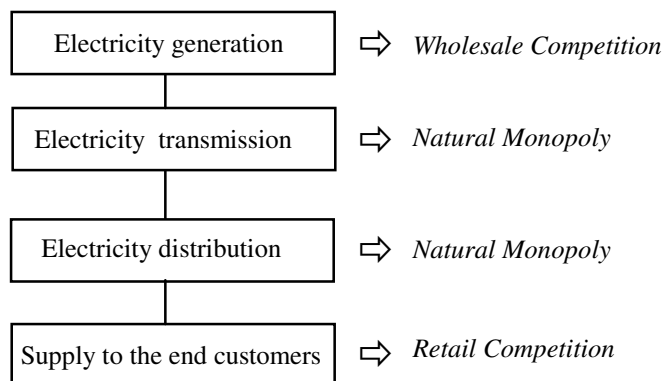 Electricity generation
Wholesale Competition
Electricity transmission
Natural Monopoly
Electricity distribution
Natural Monopoly
Supply to the end customers
Retail Competition